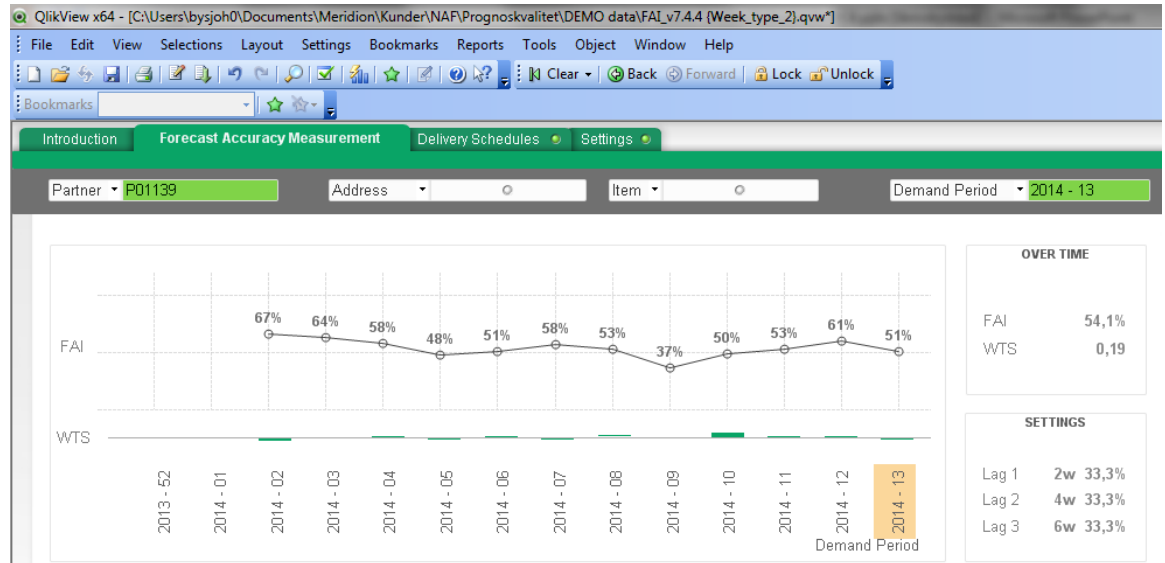 QlikView x64 - [C:\Users\bysjoh0\Documents\Meridion\Kunder\NAF\Prognoskvalitet\DEMO data\FAI_v7.4.4 {Week_type_2}.qvw*]
File Edit View Selections Layout Settings Bookmarks Reports Tools Object Window Help
Clear Back Forward Lock Unlock
Bookmarks
Introduction Forecast Accuracy Measurement Delivery Schedules Settings
Partner P01139 Address Item Demand Period 2014 - 13
OVER TIME
67% 64% 58% 48% 51% 58% 53% 37% 50% 53% 61% 51%
FAI
FAI 54,1%
WTS 0,19
WTS
SETTINGS
2013 - 52 2014 - 01 2014 - 02 2014 - 03 2014 - 04 2014 - 05 2014 - 06 2014 - 07 2014 - 08 2014 - 09 2014 - 10 2014 - 11 2014 - 12 2014 - 13
Lag 1 2w 33,3%
Lag 2 4w 33,3%
Lag 3 6w 33,3%
Demand Period